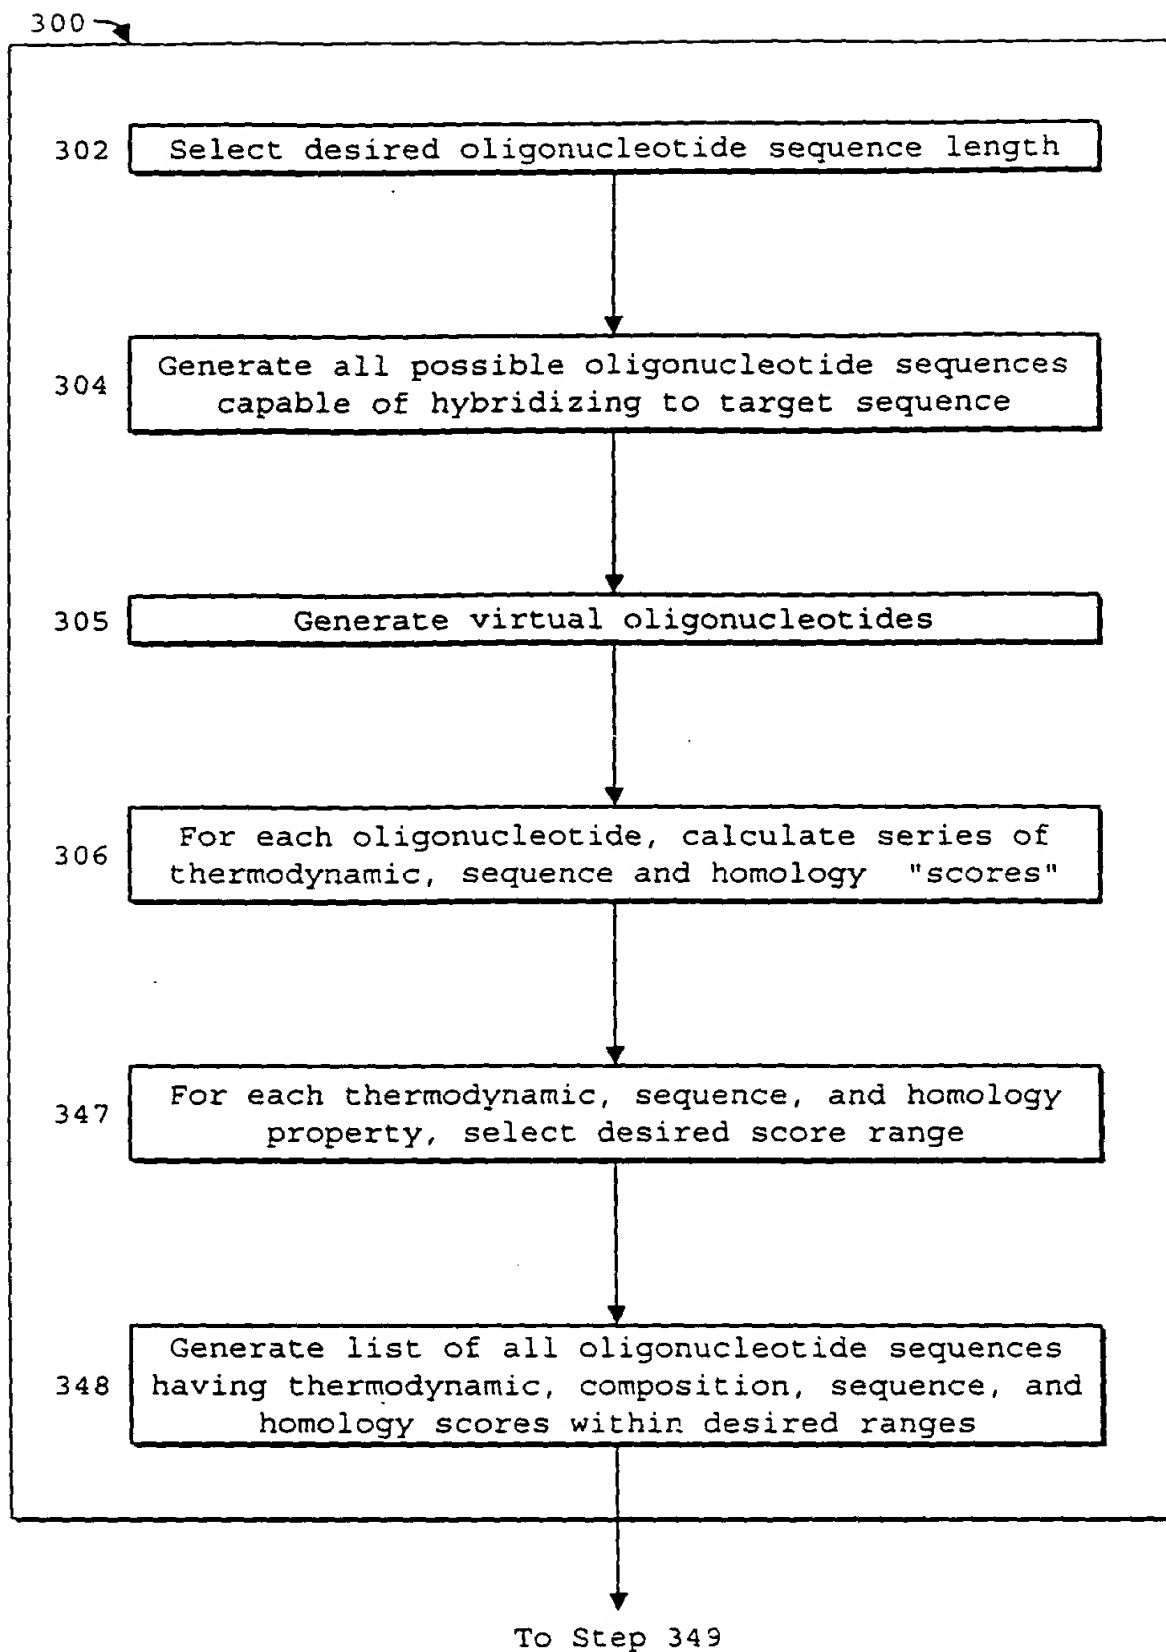 300
302 Select desired oligonucleotide sequence length
304 Generate all possible oligonucleotide sequences
capable of hybridizing to target sequence
305 Generate virtual oligonucleotides
306 For each oligonucleotide, calculate series of
thermodynamic, sequence and homology "scores"
347 For each thermodynamic, sequence, and homology
property, select desired score range
348 Generate list of all oligonucleotide sequences
having thermodynamic, composition, sequence, and
homology scores within desired ranges
To Step 349